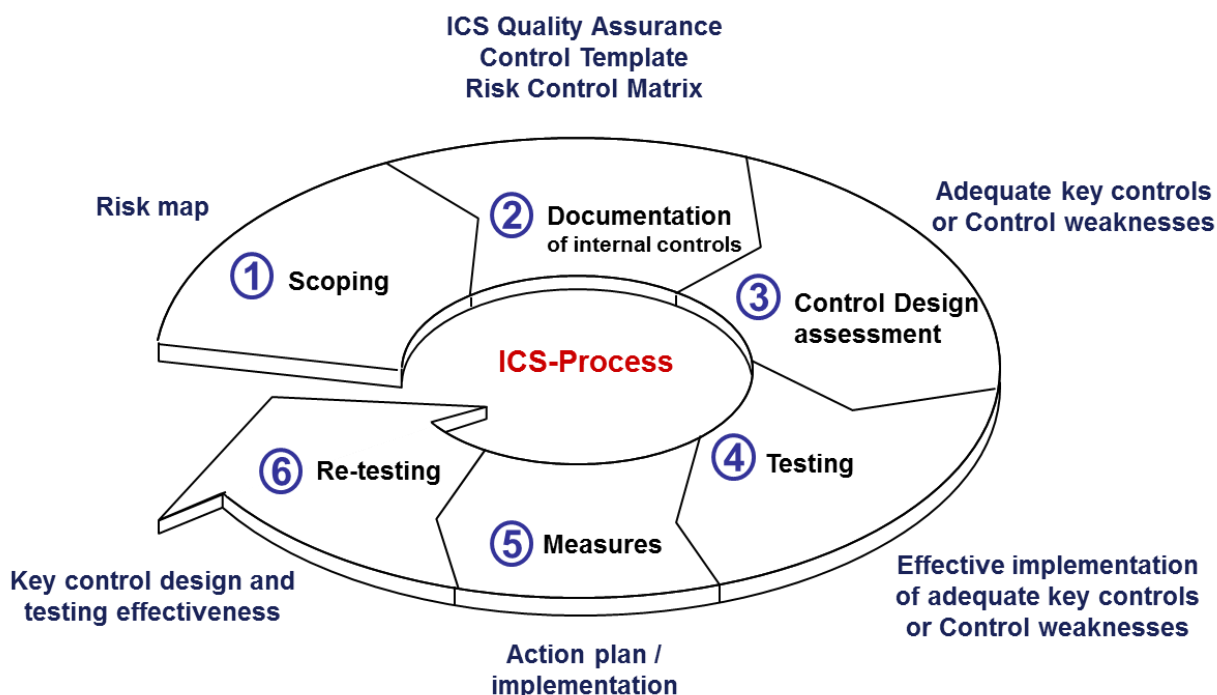 ICS Quality Assurance
Control Template
Risk Control Matrix
Risk map
1 Scoping
2 Documentation
of internal controls
Adequate key controls
or Control weaknesses
3 Control Design
assessment
ICS-Process
4 Testing
Effective implementation
of adequate key controls
or Control weaknesses
5 Measures
Action plan /
implementation
6 Re-testing
Key control design and
testing effectiveness